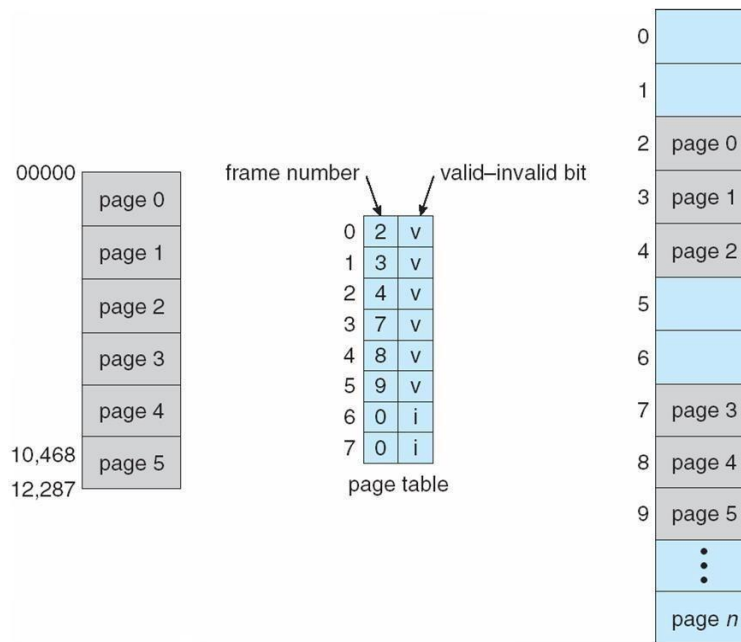 00000
page 0
page 1
page 2
page 3
page 4
10,468
page 5
12,287
frame number
valid–invalid bit
0 2 v
1 3 v
2 4 v
3 7 v
4 8 v
5 9 v
6 0 i
7 0 i
page table
0
1
2 page 0
3 page 1
4 page 2
5
6
7 page 3
8 page 4
9 page 5
page n